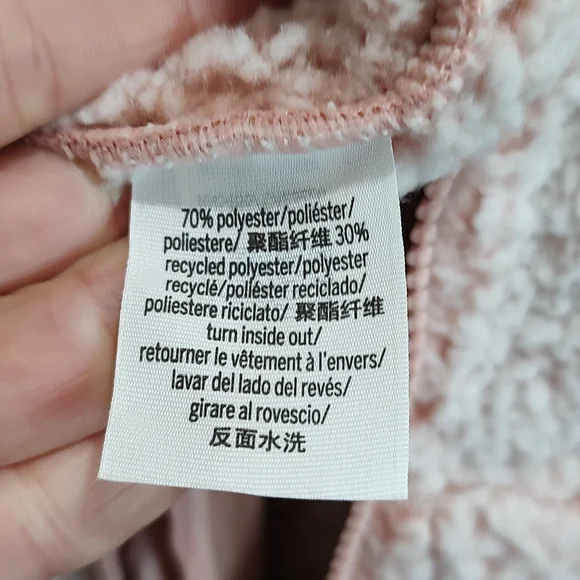 70% polyester/poliéster/
poliestere/ 聚酯纤维 30%
recycled polyester/polyester
recyclé/poliéster reciclado/
poliestere riciclato/ 聚酯纤维
turn inside out/
retourner le vêtement à l'envers/
lavar del lado del revés/
girare al rovescio/
反面水洗